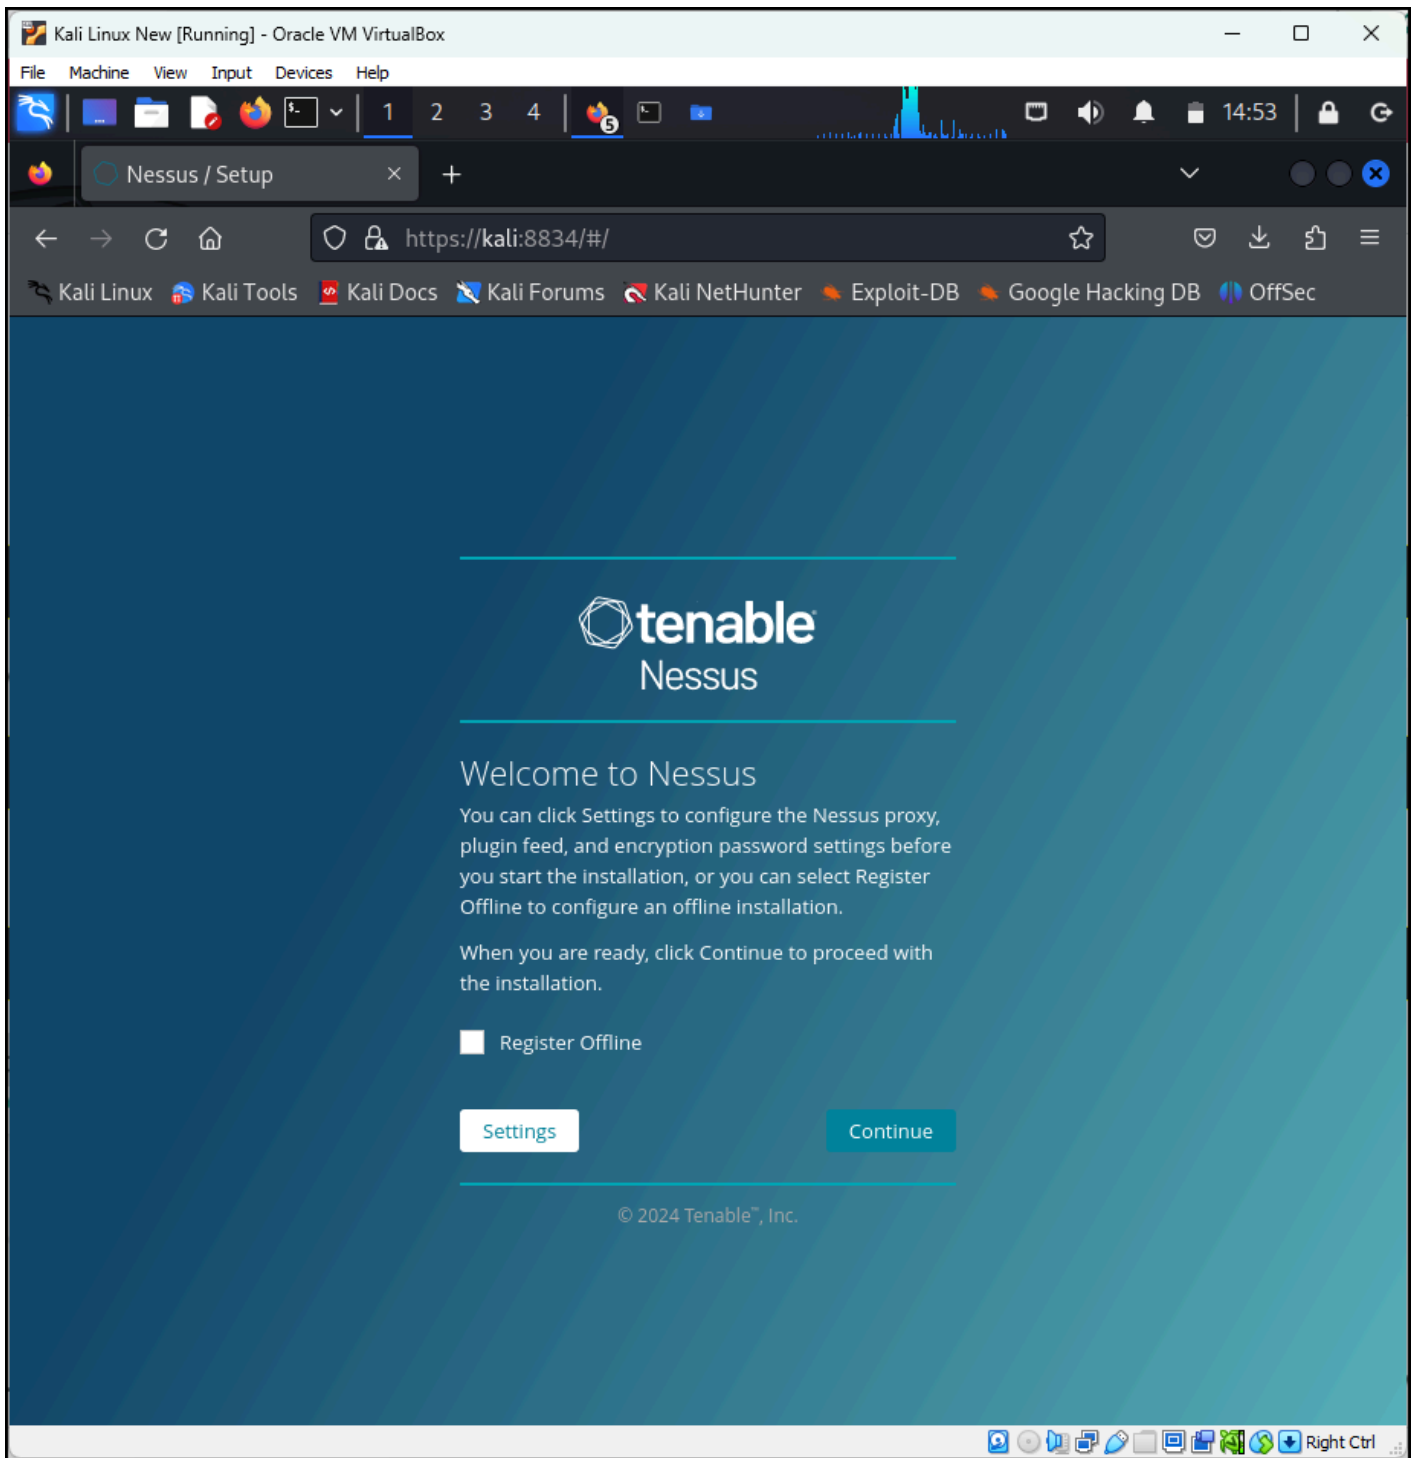 Kali Linux New [Running] - Oracle VM VirtualBox
File Machine View Input Devices Help
1 2 3 4 5 14:53
Nessus / Setup
https://kali:8834/#/
Kali Linux Kali Tools Kali Docs Kali Forums Kali NetHunter Exploit-DB Google Hacking DB OffSec
tenable
Nessus
Welcome to Nessus
You can click Settings to configure the Nessus proxy,
plugin feed, and encryption password settings before
you start the installation, or you can select Register
Offline to configure an offline installation.
When you are ready, click Continue to proceed with
the installation.
Register Offline
Settings Continue
© 2024 Tenable™, Inc.
Right Ctrl